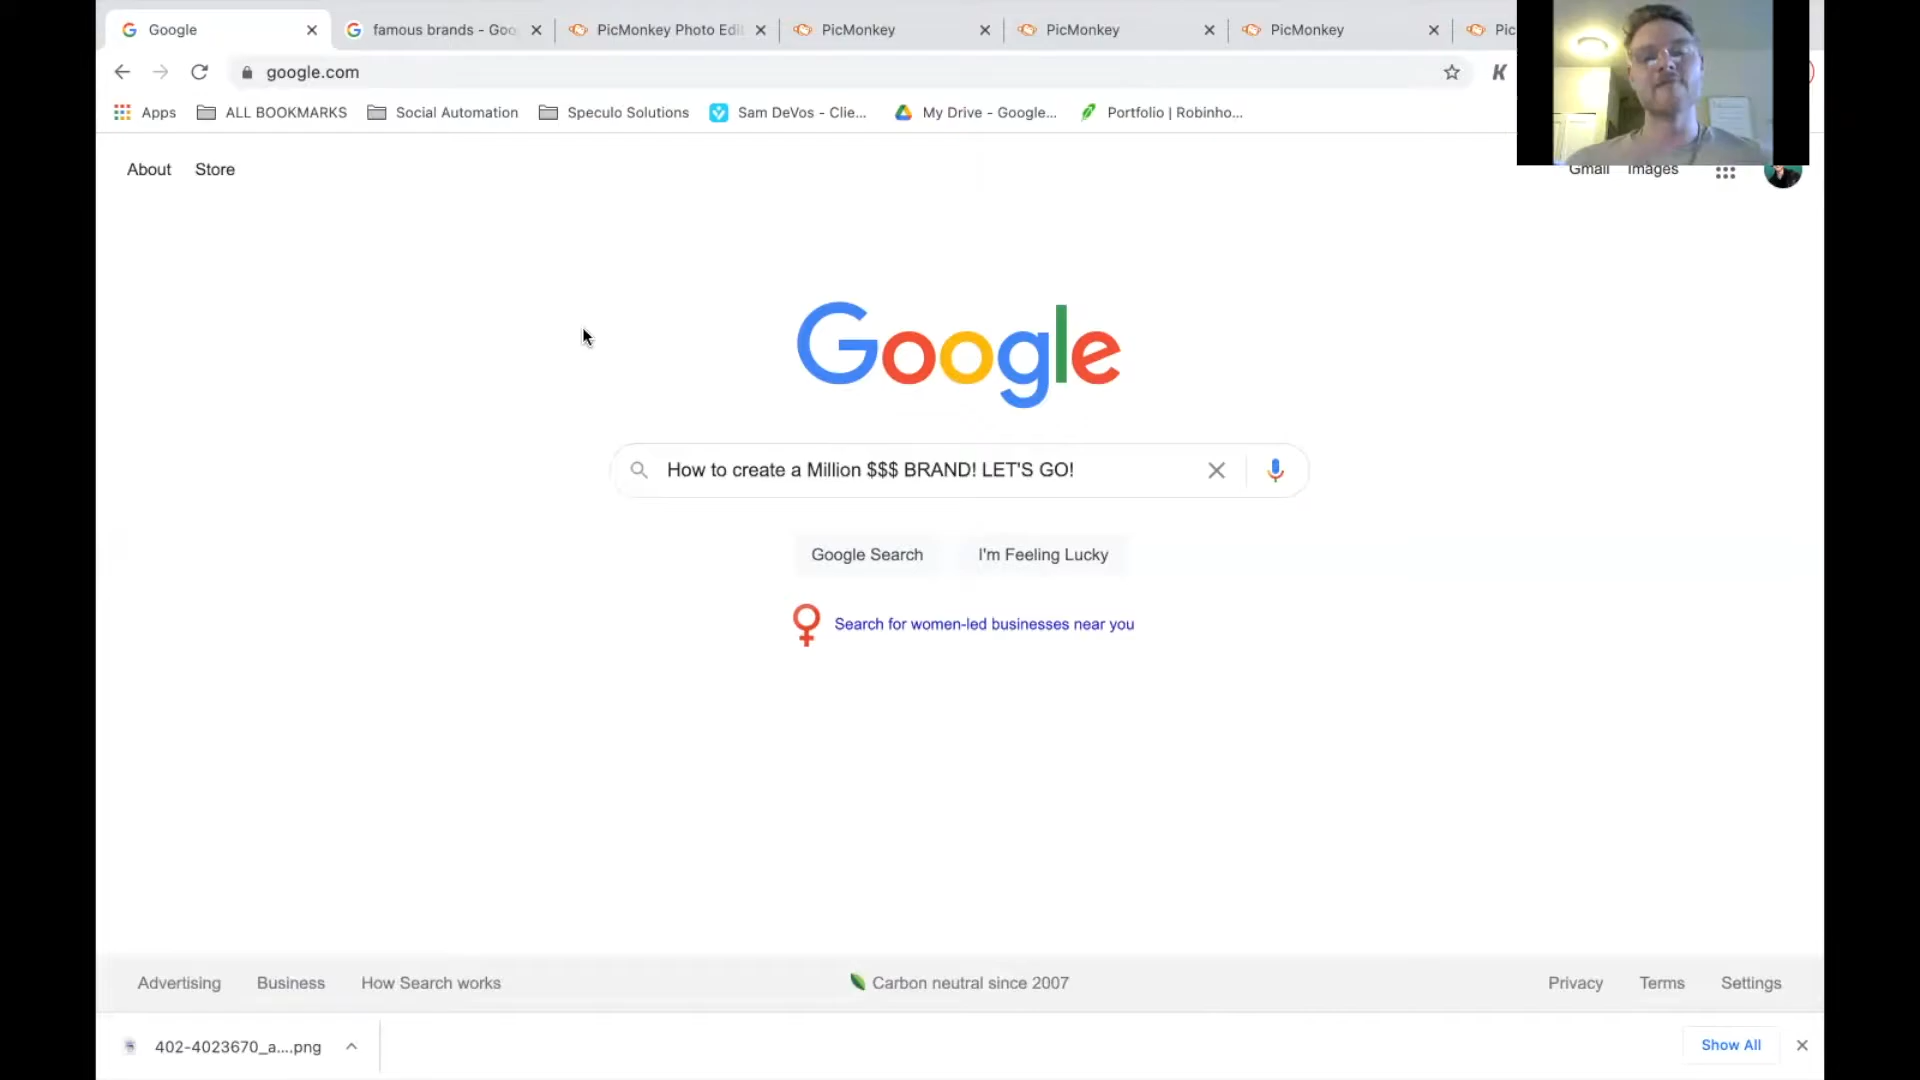 Google
famous brands - Goo
PicMonkey Photo Edit
PicMonkey
PicMonkey
PicMonkey
Pic
google.com
K
Apps
ALL BOOKMARKS
Social Automation
Speculo Solutions
Sam DeVos - Clie...
My Drive - Google...
Portfolio | Robinho...
About
Store
Gmail
Images
Google
How to create a Million $$$ BRAND! LET'S GO!
Google Search
I'm Feeling Lucky
Search for women-led businesses near you
Advertising
Business
How Search works
Carbon neutral since 2007
Privacy
Terms
Settings
402-4023670_a....png
Show All